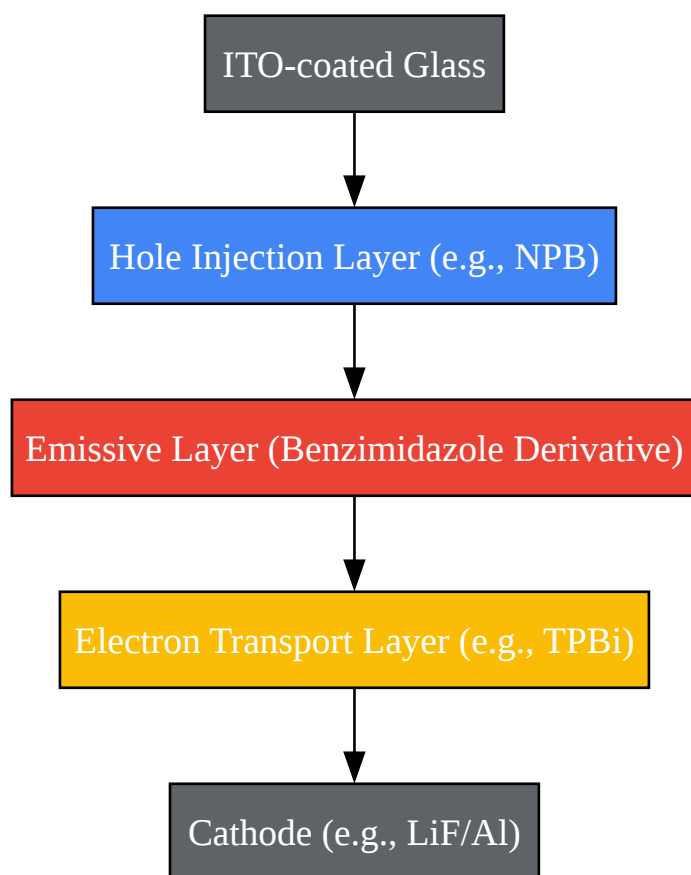 ITO-coated Glass
Hole Injection Layer (e.g., NPB)
Emissive Layer (Benzimidazole Derivative)
Electron Transport Layer (e.g., TPBi)
Cathode (e.g., LiF/Al)